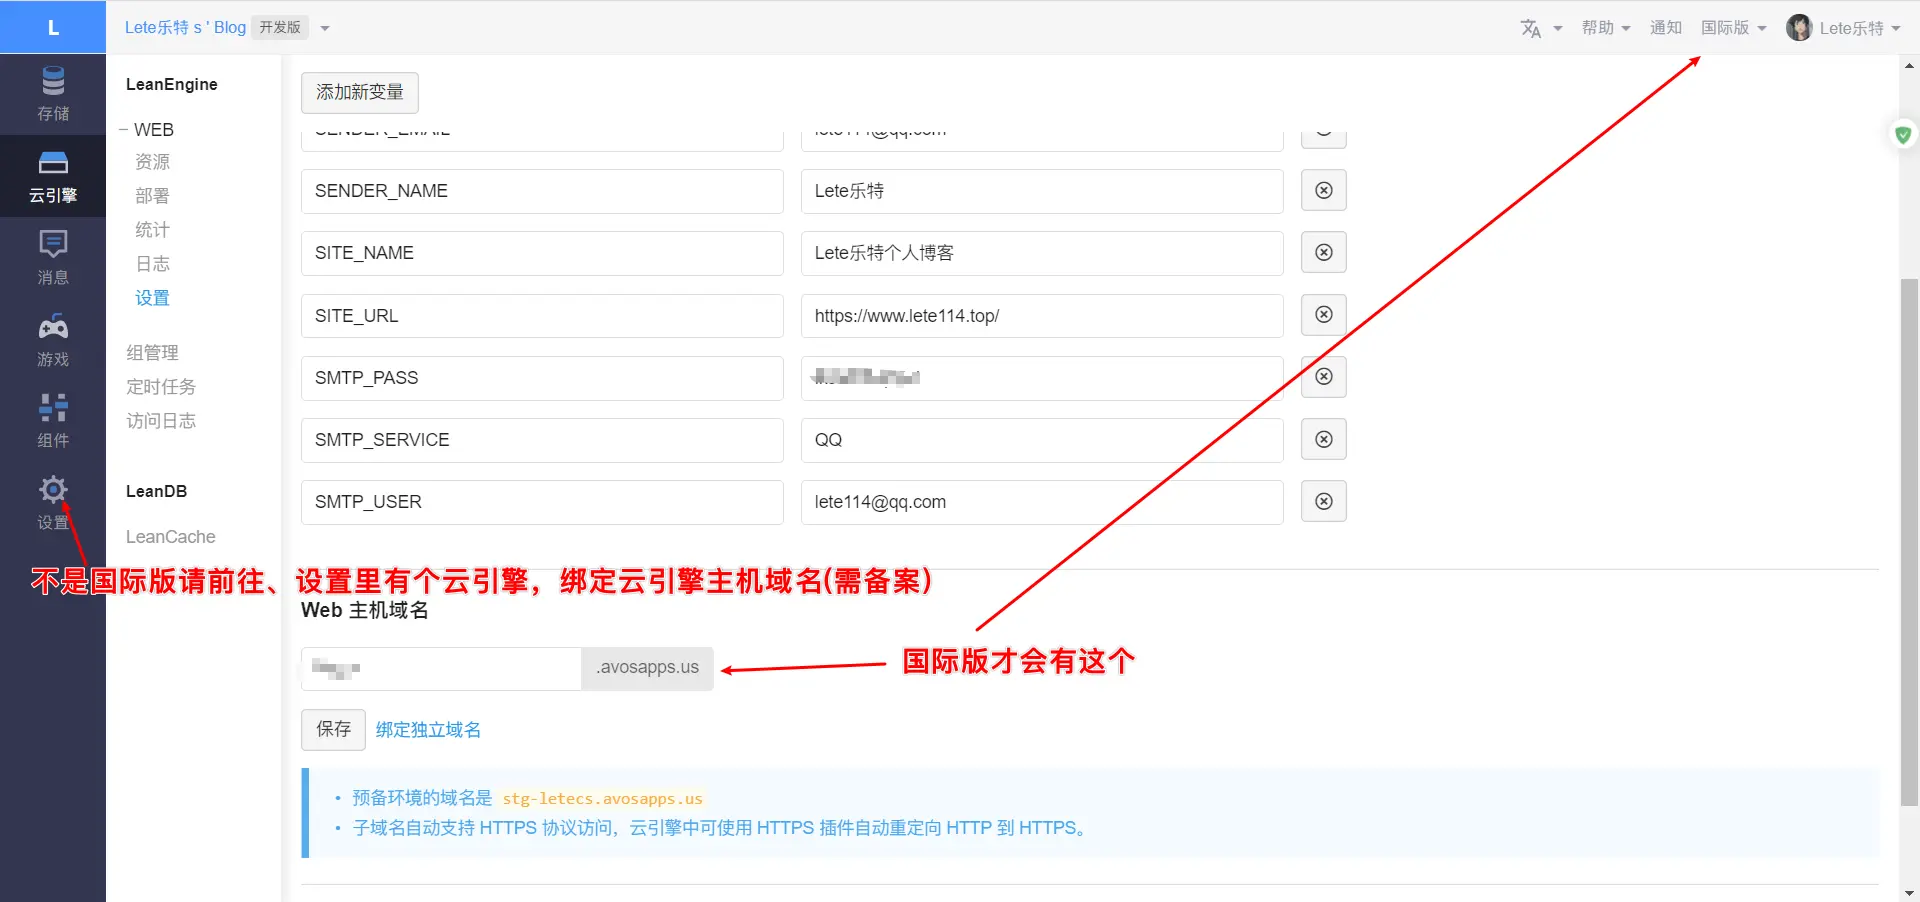 L
Lete乐特 s ' Blog 开发版
帮助 通知 国际版 Lete乐特
存储
云引擎
消息
游戏
组件
设置
LeanEngine
WEB
资源
部署
统计
日志
设置
组管理
定时任务
访问日志
LeanDB
LeanCache
添加新变量
SENDER_EMAIL lete114@qq.com
SENDER_NAME Lete乐特
SITE_NAME Lete乐特个人博客
SITE_URL https://www.lete114.top/
SMTP_PASS
SMTP_SERVICE QQ
SMTP_USER lete114@qq.com
不是国际版请前往、设置里有个云引擎，绑定云引擎主机域名(需备案)
Web 主机域名
.avosapps.us
国际版才会有这个
保存 绑定独立域名
• 预备环境的域名是 stg-letecs.avosapps.us
• 子域名自动支持 HTTPS 协议访问，云引擎中可使用 HTTPS 插件自动重定向 HTTP 到 HTTPS。